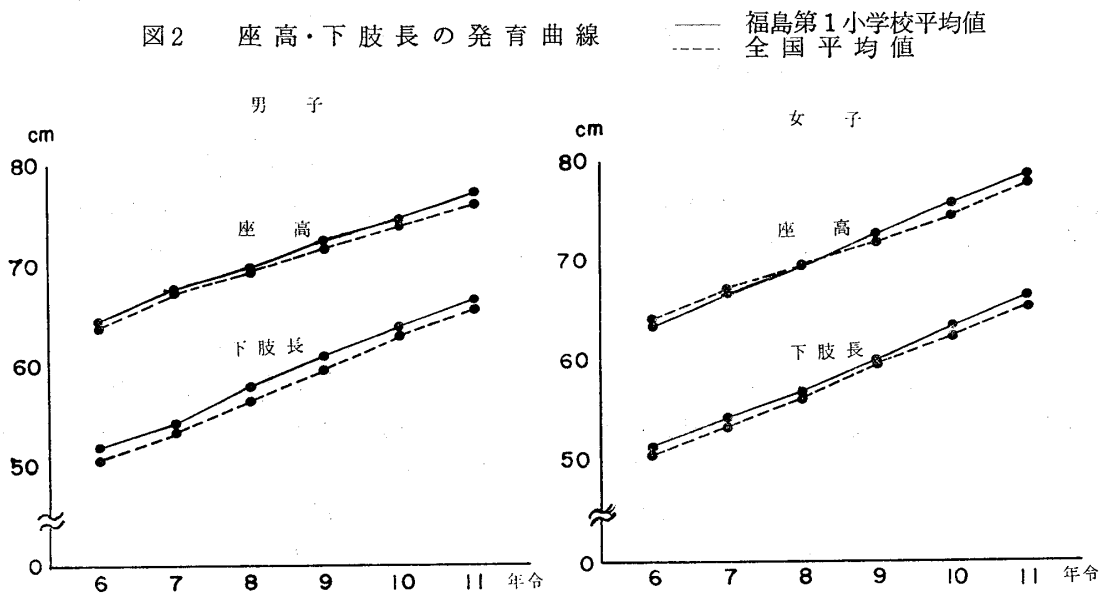 図2 座高・下肢長の発育曲線
福島第1小学校平均値
全国平均値
男子
cm
80
70
60
50
0
座高
下肢長
6 7 8 9 10 11 年令
女子
cm
80
70
60
50
0
座高
下肢長
6 7 8 9 10 11 年令